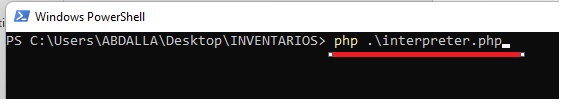 Windows PowerShell
PS C:\Users\ABDALLA\Desktop\INVENTARIOS> php .\interpreter.php